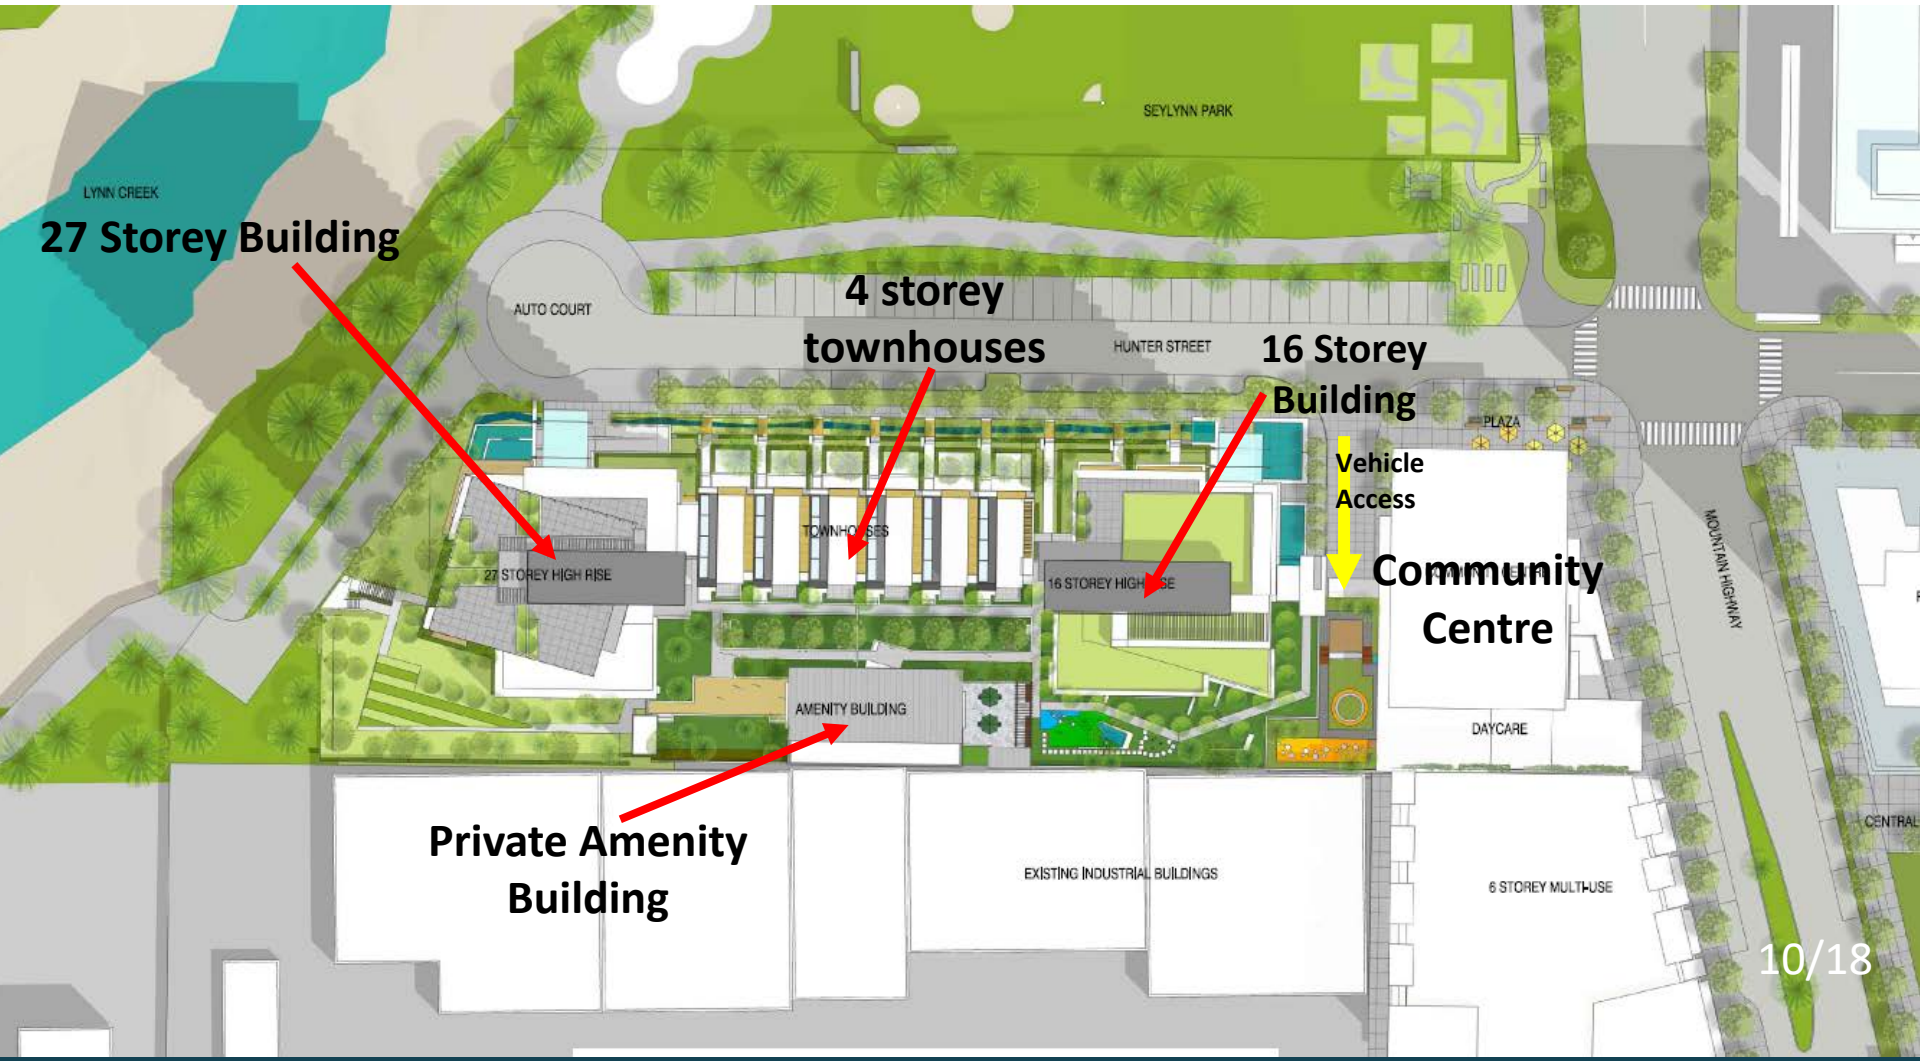 SEYLYNN PARK
LYNN CREEK
27 Storey Building
AUTO COURT
4 storey
townhouses
HUNTER STREET
16 Storey
Building
PLAZA
Vehicle
Access
TOWNHOUSES
MOUNTAIN HIGHWAY
27 STOREY HIGH RISE
16 STOREY HIGH RISE
Community
Centre
COMMUNITY CENTRE
AMENITY BUILDING
DAYCARE
Private Amenity
Building
EXISTING INDUSTRIAL BUILDINGS
6 STOREY MULTI-USE
CENTRAL
10/18